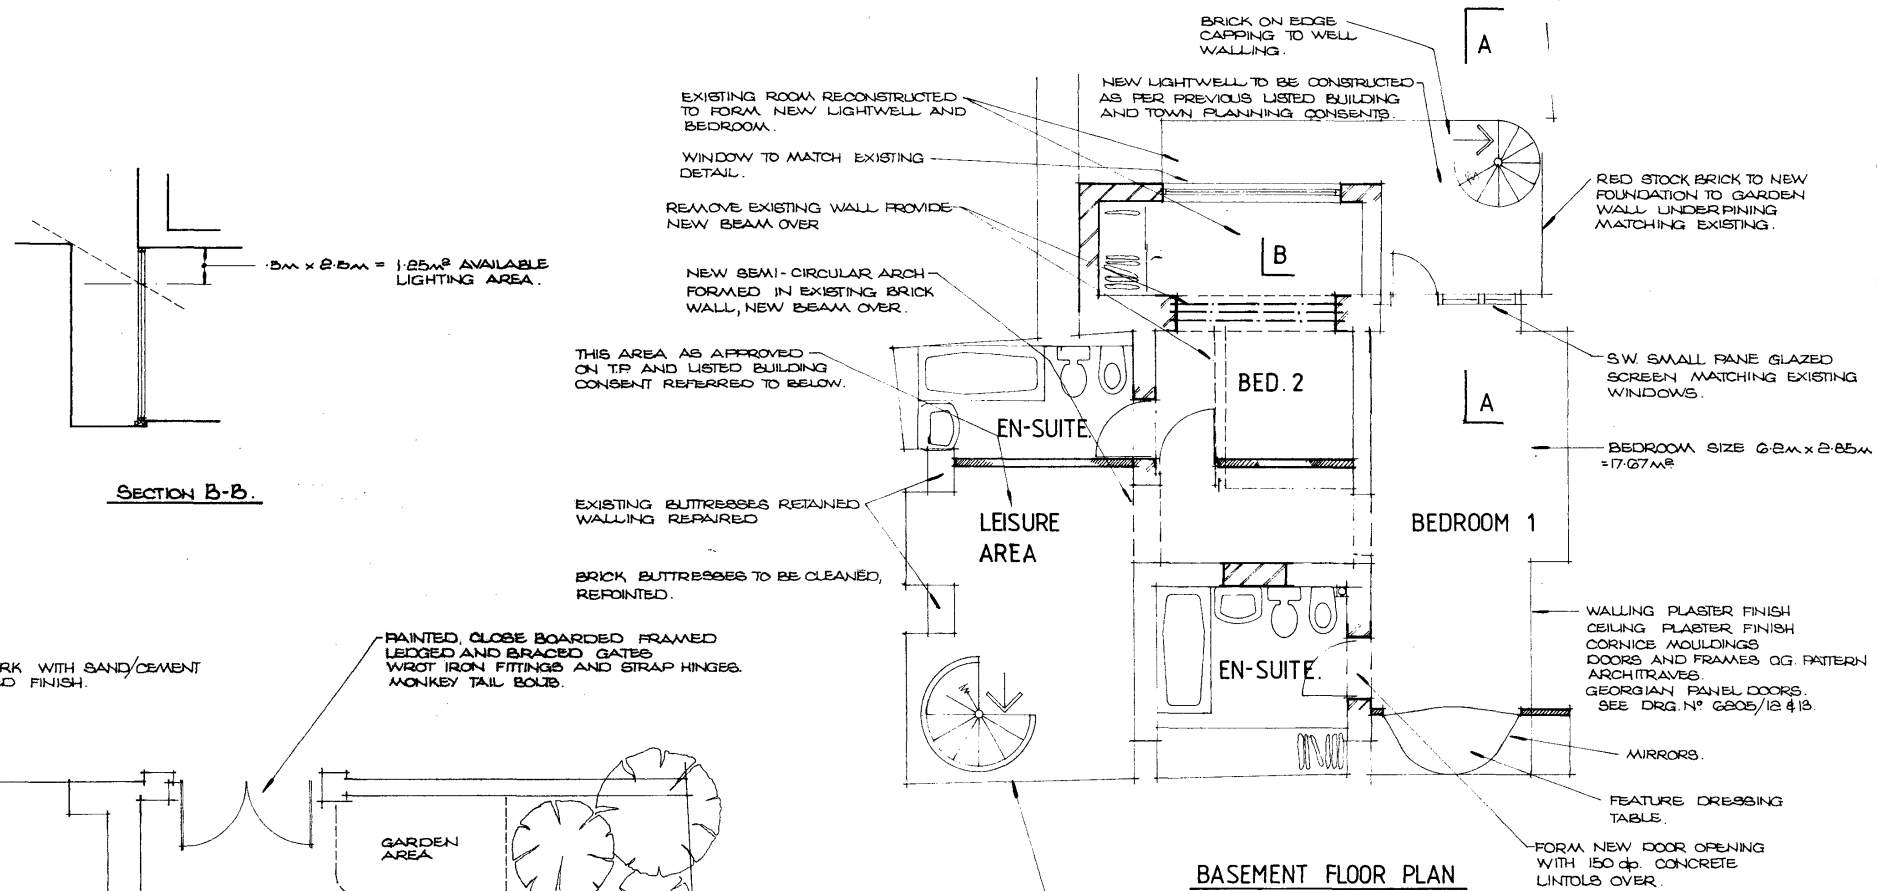 BRICK ON EDGE
CAPPING TO WELL
WALLING.
A
NEW LIGHTWELL TO BE CONSTRUCTED
AS PER PREVIOUS LISTED BUILDING
AND TOWN PLANNING CONSENTS.
EXISTING ROOM RECONSTRUCTED
TO FORM NEW LIGHTWELL AND
BEDROOM.
WINDOW TO MATCH EXISTING
DETAIL.
REMOVE EXISTING WALL PROVIDE
NEW BEAM OVER
RED STOCK BRICK TO NEW
FOUNDATION TO GARDEN
WALL UNDERPINING
MATCHING EXISTING.
B
.5M x 2.5M = 1.25M² AVAILABLE
LIGHTING AREA.
NEW SEMI-CIRCULAR ARCH
FORMED IN EXISTING BRICK
WALL, NEW BEAM OVER.
THIS AREA AS APPROVED
ON T.P. AND LISTED BUILDING
CONSENT REFERRED TO BELOW.
S.W. SMALL PANE GLAZED
SCREEN MATCHING EXISTING
WINDOWS.
BED. 2
A
EN-SUITE.
BEDROOM SIZE 6.2M x 2.85M
=17.67M²
SECTION B-B.
EXISTING BUTTRESSES RETAINED
WALLING REPAIRED
LEISURE
AREA
BEDROOM 1
BRICK BUTTRESSES TO BE CLEANED,
REPOINTED.
WALLING PLASTER FINISH
CEILING PLASTER FINISH
CORNICE MOULDINGS
DOORS AND FRAMES O.G. PATTERN
ARCHITRAVES.
GEORGIAN PANEL DOORS.
SEE DRG. Nº 6205/12 & 13.
RK WITH SAND/CEMENT
D FINISH.
PAINTED, CLOSE BOARDED FRAMED
LEDGED AND BRACED GATES
WROT IRON FITTINGS AND STRAP HINGES.
MONKEY TAIL BOLTS.
EN-SUITE.
MIRRORS.
FEATURE DRESSING
TABLE.
GARDEN
AREA
FORM NEW DOOR OPENING
WITH 150 dp. CONCRETE
LINTOLS OVER.
BASEMENT FLOOR PLAN